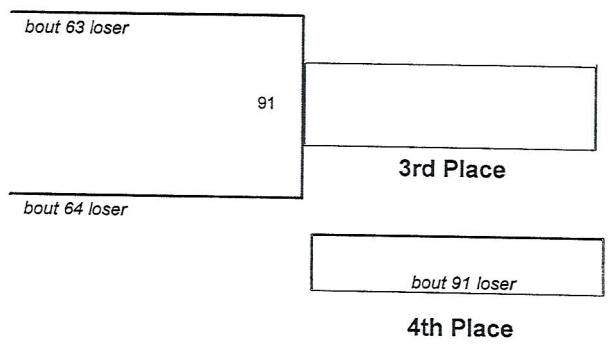 bout 63 loser
91
3rd Place
bout 64 loser
bout 91 loser
4th Place